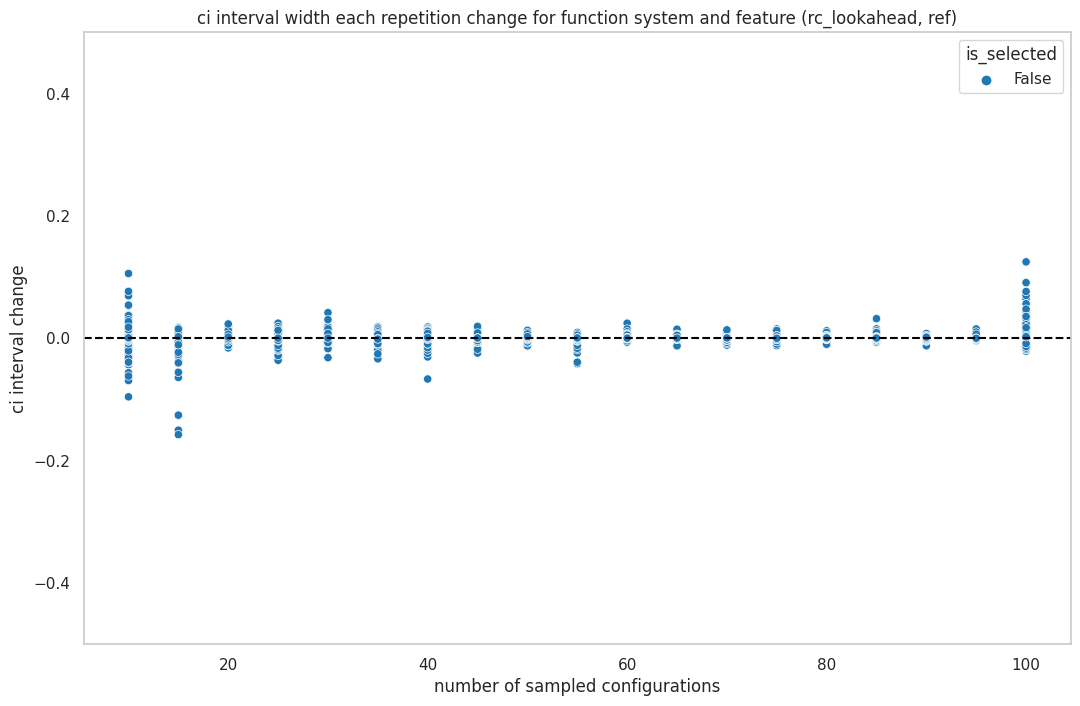 ci interval width each repetition change for function system and feature (rc_lookahead, ref)
is_selected
False
ci interval change
0.4
0.2
0.0
−0.2
−0.4
20
40
60
80
100
number of sampled configurations